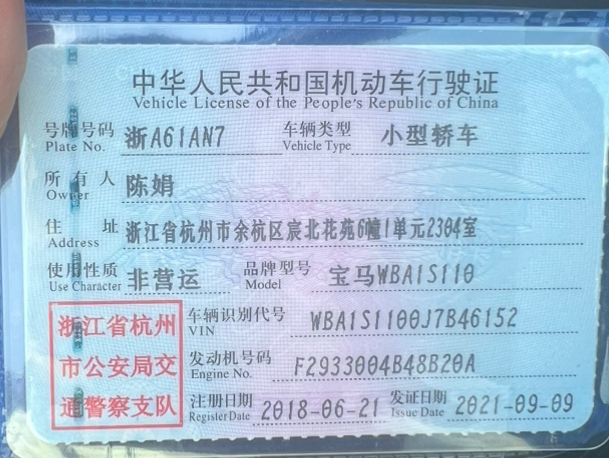 中华人民共和国机动车行驶证
Vehicle License of the People's Republic of China
号牌号码 浙A61AN7 车辆类型 小型轿车
Plate No. Vehicle Type
所有人 陈娟
Owner
住址 浙江省杭州市余杭区宸北花苑6幢1单元2304室
Address
使用性质 非营运 品牌型号 宝马WBA1S110
Use Character Model
浙江省杭州
市公安局交
通警察支队
车辆识别代号 WBA1S1100J7B46152
VIN
发动机号码 F2933004B48B20A
Engine No.
注册日期 2018-06-21 发证日期 2021-09-09
Register Date Issue Date